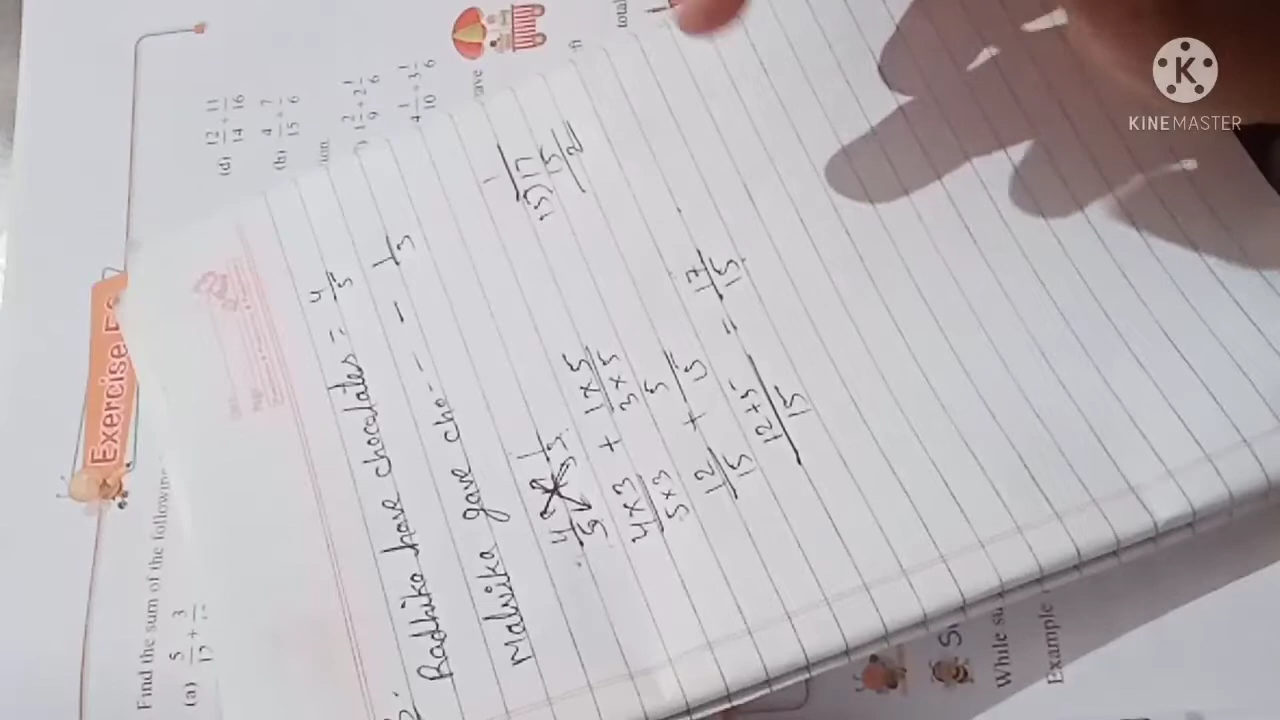 Exercise
Find the sum of the following
(a) 5/12 + 3/
(d) 12/14 + 11/16
(h) 4/15 + 7/6
1 2/9 + 2 1/6
4 1/10 + 3 1/6
Radhika have chocolates = 4/5
Malvika gave cho - - - 1/3
4/5 1/3
4×3/5×3 + 1×5/3×5
12/15 + 5/15
12+5/15 = 17/15
1
15)17
15
2
total
While
Example
KINEMASTER